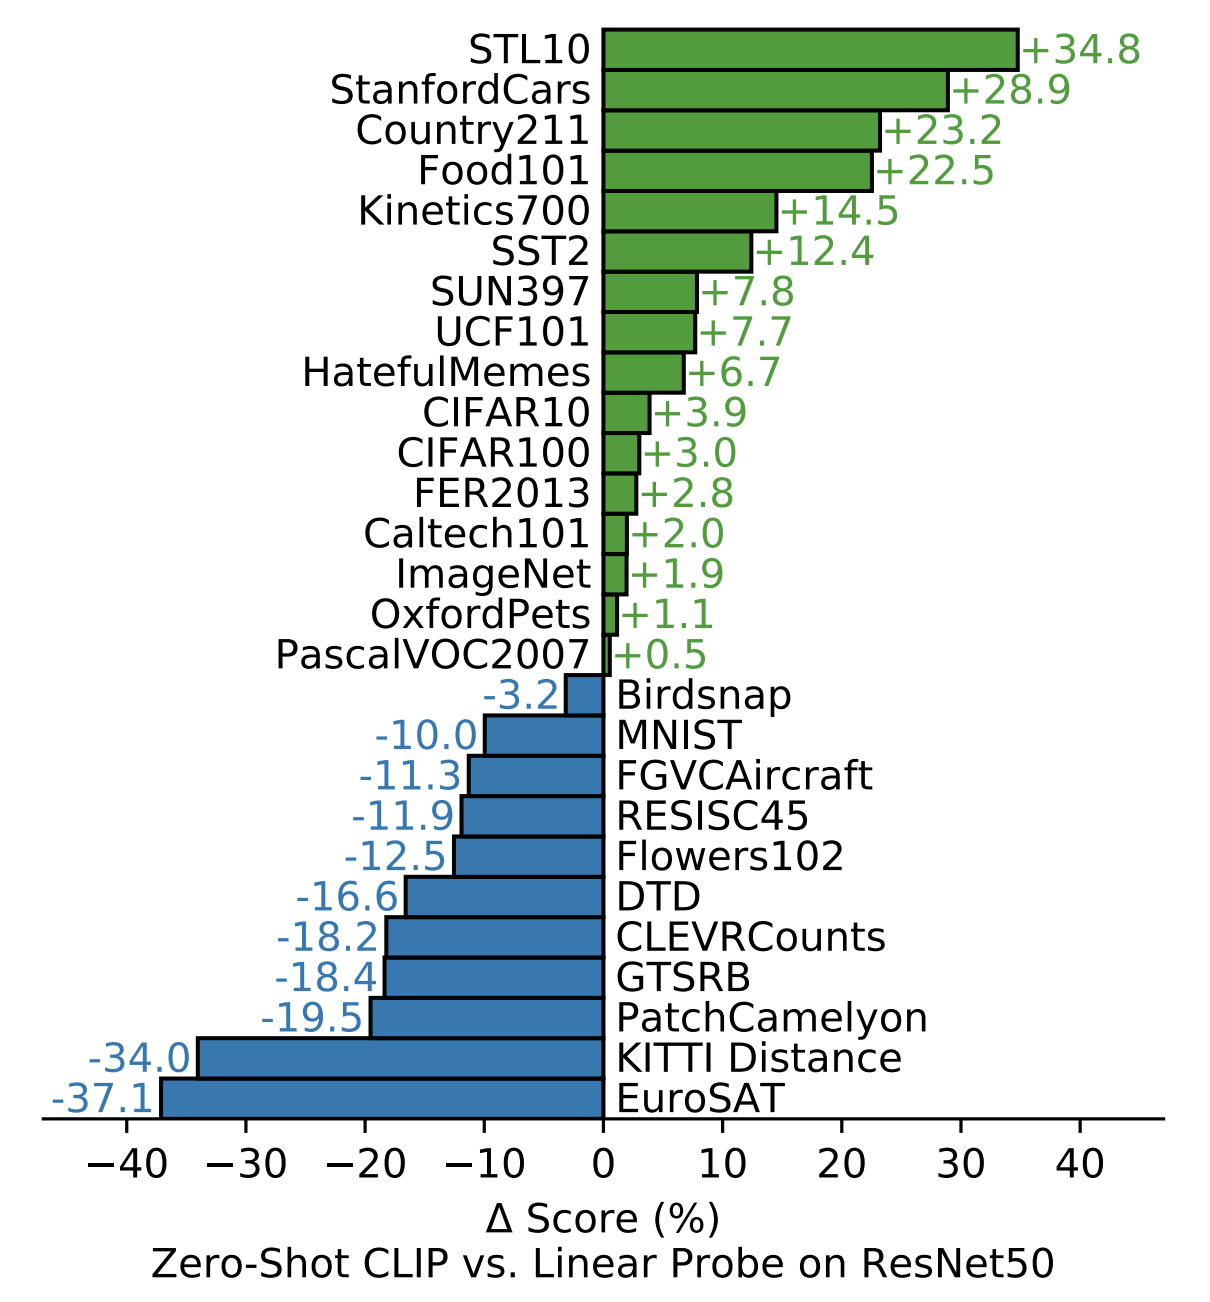 STL10 +34.8
StanfordCars +28.9
Country211 +23.2
Food101 +22.5
Kinetics700 +14.5
SST2 +12.4
SUN397 +7.8
UCF101 +7.7
HatefulMemes +6.7
CIFAR10 +3.9
CIFAR100 +3.0
FER2013 +2.8
Caltech101 +2.0
ImageNet +1.9
OxfordPets +1.1
PascalVOC2007 +0.5
-3.2 Birdsnap
-10.0 MNIST
-11.3 FGVCAircraft
-11.9 RESISC45
-12.5 Flowers102
-16.6 DTD
-18.2 CLEVRCounts
-18.4 GTSRB
-19.5 PatchCamelyon
-34.0 KITTI Distance
-37.1 EuroSAT
−40 −30 −20 −10 0 10 20 30 40
Δ Score (%)
Zero-Shot CLIP vs. Linear Probe on ResNet50